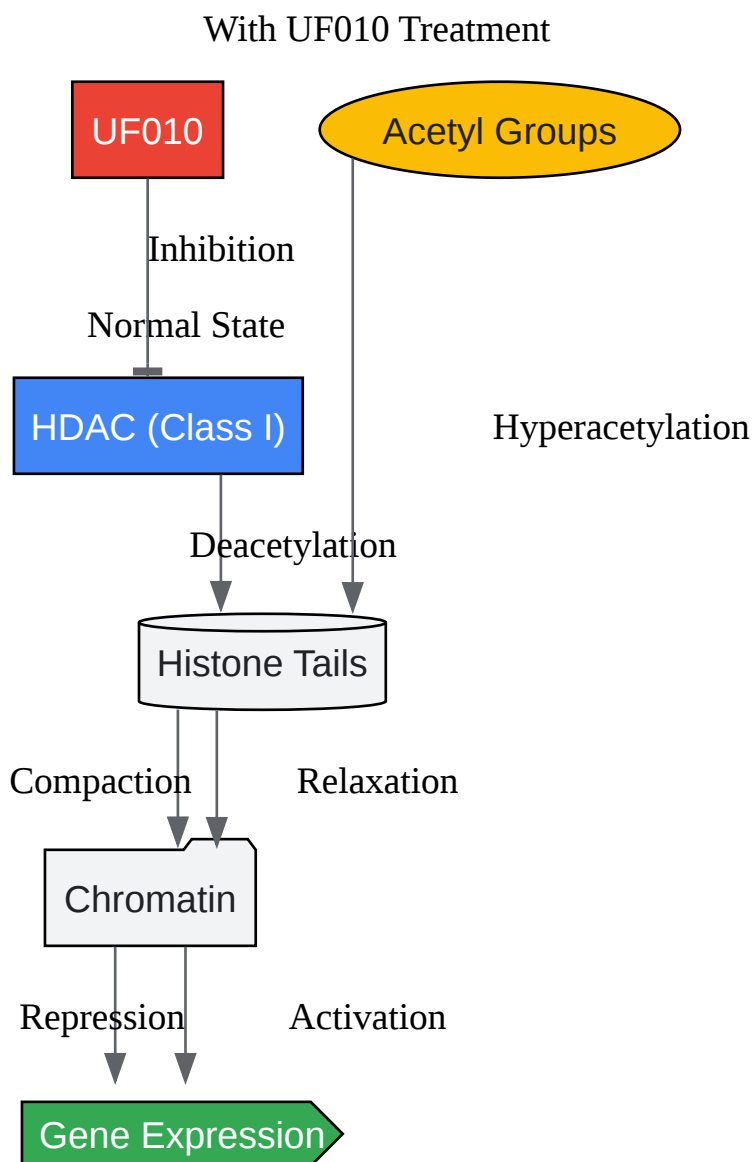 With UF010 Treatment
UF010
Acetyl Groups
Inhibition
Normal State
HDAC (Class I)
Hyperacetylation
Deacetylation
Histone Tails
Compaction
Relaxation
Chromatin
Repression
Activation
Gene Expression